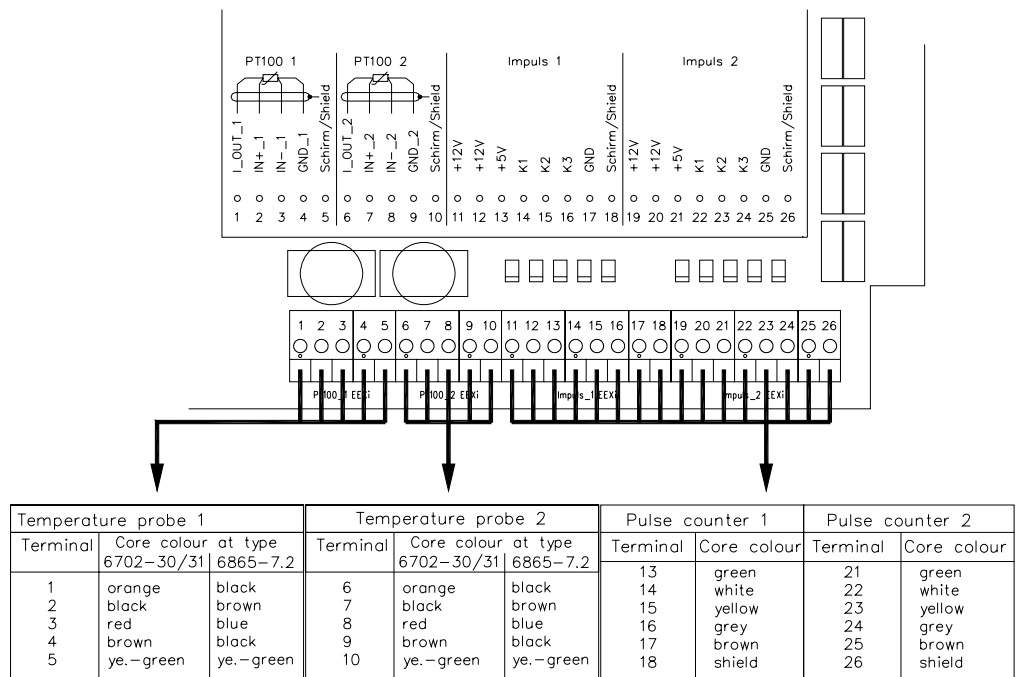 PT100 1 PT100 2 Impuls 1 Impuls 2
I_OUT_1 IN+_1 IN-_1 GND_1 Schirm/Shield I_OUT_2 IN+_2 IN-_2 GND_2 Schirm/Shield +12V +12V +5V K1 K2 K3 GND Schirm/Shield +12V +12V +5V K1 K2 K3 GND Schirm/Shield
1 2 3 4 5 6 7 8 9 10 11 12 13 14 15 16 17 18 19 20 21 22 23 24 25 26
1 2 3 4 5 6 7 8 9 10 11 12 13 14 15 16 17 18 19 20 21 22 23 24 25 26
PT100_1 EEXi PT100_2 EEXi Impuls_1 EEXi Impuls_2 EEXi
Temperature probe 1
Terminal Core colour at type
6702-30/31 6865-7.2
1 orange black
2 black brown
3 red blue
4 brown black
5 ye.-green ye.-green
Temperature probe 2
Terminal Core colour at type
6702-30/31 6865-7.2
6 orange black
7 black brown
8 red blue
9 brown black
10 ye.-green ye.-green
Pulse counter 1
Terminal Core colour
13 green
14 white
15 yellow
16 grey
17 brown
18 shield
Pulse counter 2
Terminal Core colour
21 green
22 white
23 yellow
24 grey
25 brown
26 shield